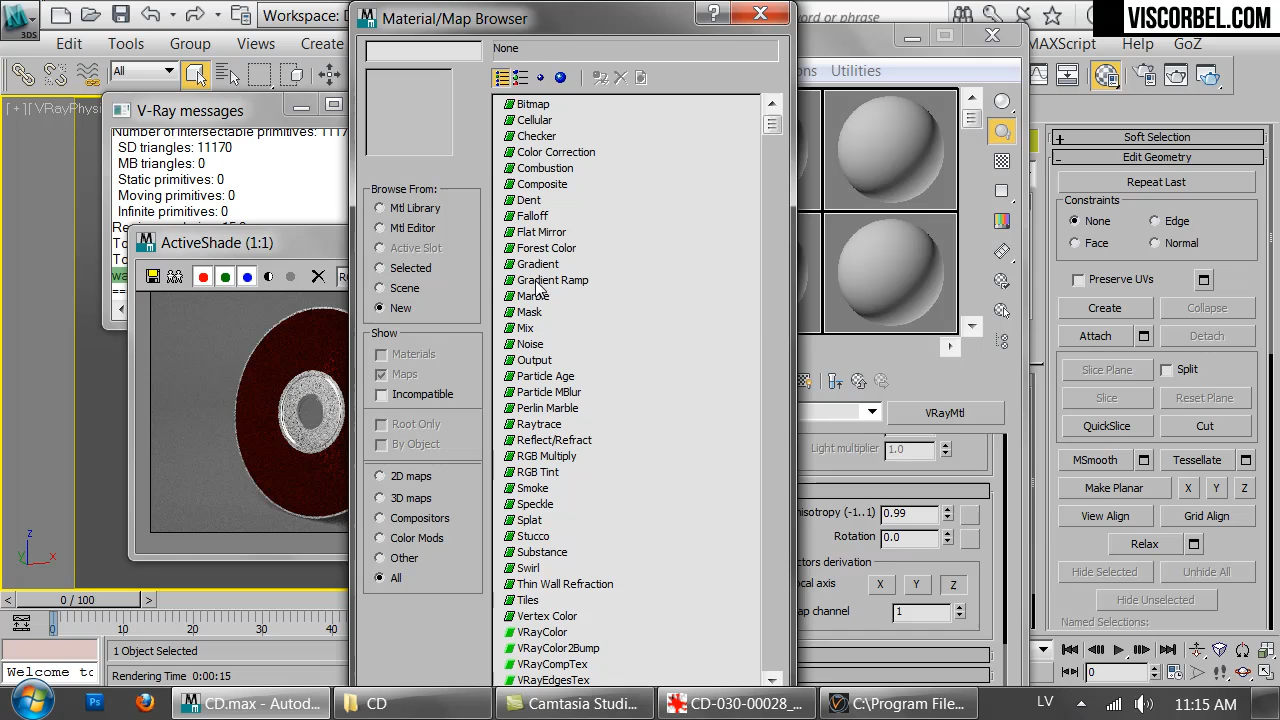 3DS
Workspace:
Material/Map Browser
word or phrase
VISCORBEL.COM
Edit
Tools
Group
Views
Create
MAXScript
Help
GoZ
All
None
Utilities
V-Ray messages
SD triangles: 11170
MB triangles: 0
Static primitives: 0
Moving primitives: 0
Infinite primitives: 0
ActiveShade (1:1)
Browse From:
Mtl Library
Mtl Editor
Active Slot
Selected
Scene
New
Show
Materials
Maps
Incompatible
Root Only
By Object
2D maps
3D maps
Compositors
Color Mods
Other
All
Bitmap
Cellular
Checker
Color Correction
Combustion
Composite
Dent
Falloff
Flat Mirror
Forest Color
Gradient
Gradient Ramp
Marble
Mask
Mix
Noise
Output
Particle Age
Particle MBlur
Perlin Marble
Raytrace
Reflect/Refract
RGB Multiply
RGB Tint
Smoke
Speckle
Splat
Stucco
Substance
Swirl
Thin Wall Refraction
Tiles
Vertex Color
VRayColor
VRayColor2Bump
VRayCompTex
VRayEdgesTex
VRayMtl
Light multiplier
1.0
0.99
Rotation
0.0
X
Y
Z
1
Soft Selection
Edit Geometry
Repeat Last
Constraints
None
Edge
Face
Normal
Preserve UVs
Create
Collapse
Attach
Detach
Slice Plane
Split
Slice
Reset Plane
QuickSlice
Cut
MSmooth
Tessellate
Make Planar
X
Y
Z
View Align
Grid Align
Relax
Hide Selected
Unhide All
Hide Unselected
Named Selections:
z
x
y
0 / 100
0
10
20
30
40
1 Object Selected
Welcome to
Rendering Time 0:00:15
0
CD.max - Autod...
CD
Camtasia Studio...
CD-030-00028_...
C:\Program Files...
LV
11:15 AM